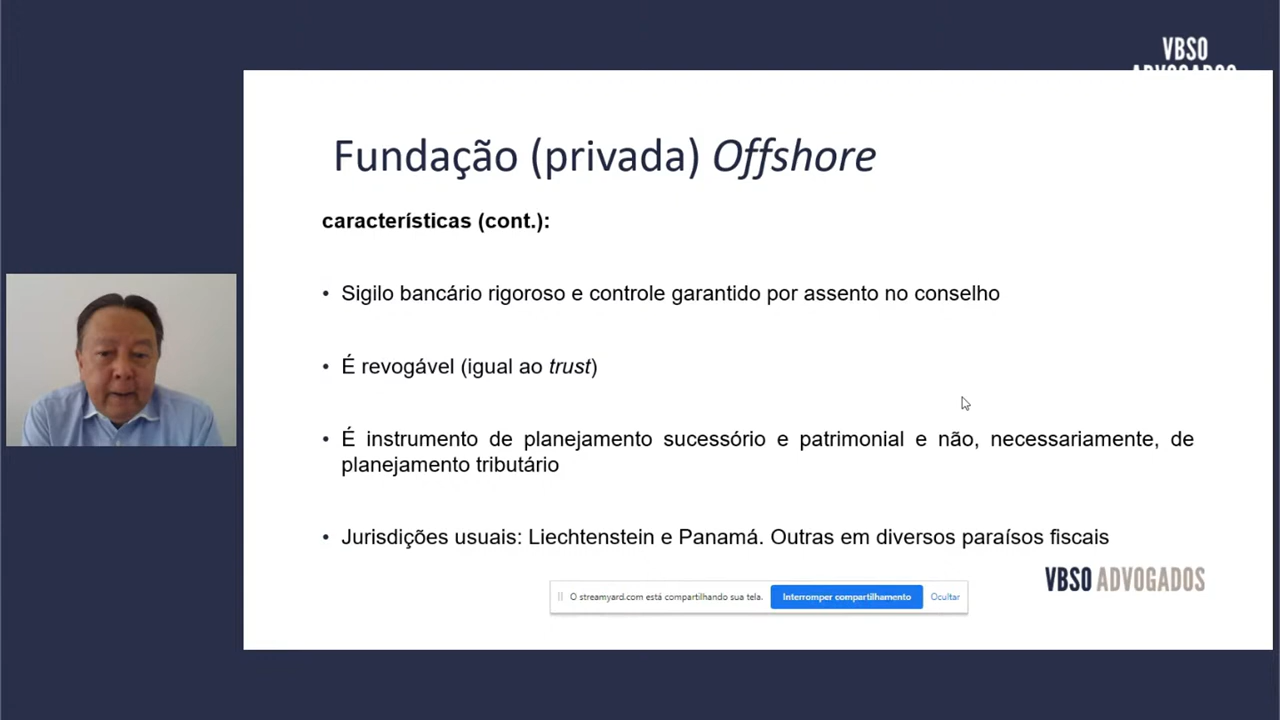 VBSO
ADVOGADOS
Fundação (privada) Offshore
características (cont.):
• Sigilo bancário rigoroso e controle garantido por assento no conselho
• É revogável (igual ao trust)
• É instrumento de planejamento sucessório e patrimonial e não, necessariamente, de
planejamento tributário
• Jurisdições usuais: Liechtenstein e Panamá. Outras em diversos paraísos fiscais
VBSO ADVOGADOS
O streamyard.com está compartilhando sua tela. Interromper compartilhamento Ocultar